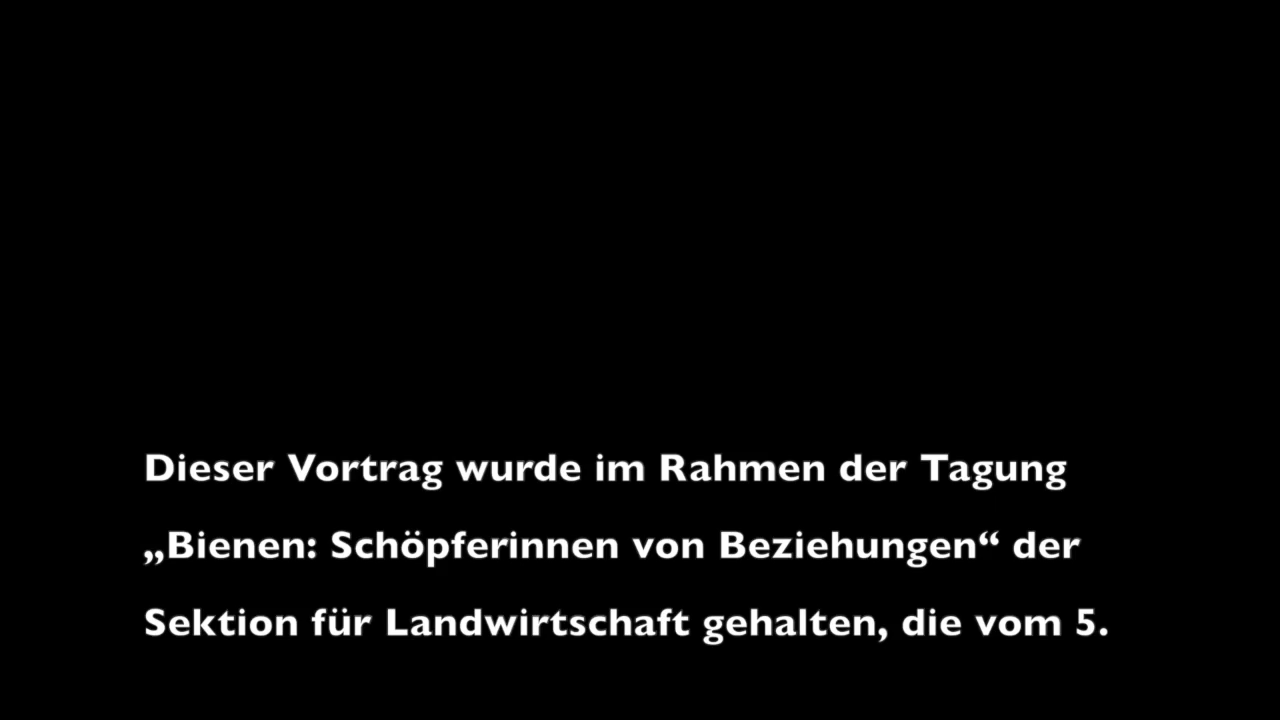 Dieser Vortrag wurde im Rahmen der Tagung
„Bienen: Schöpferinnen von Beziehungen“ der
Sektion für Landwirtschaft gehalten, die vom 5.